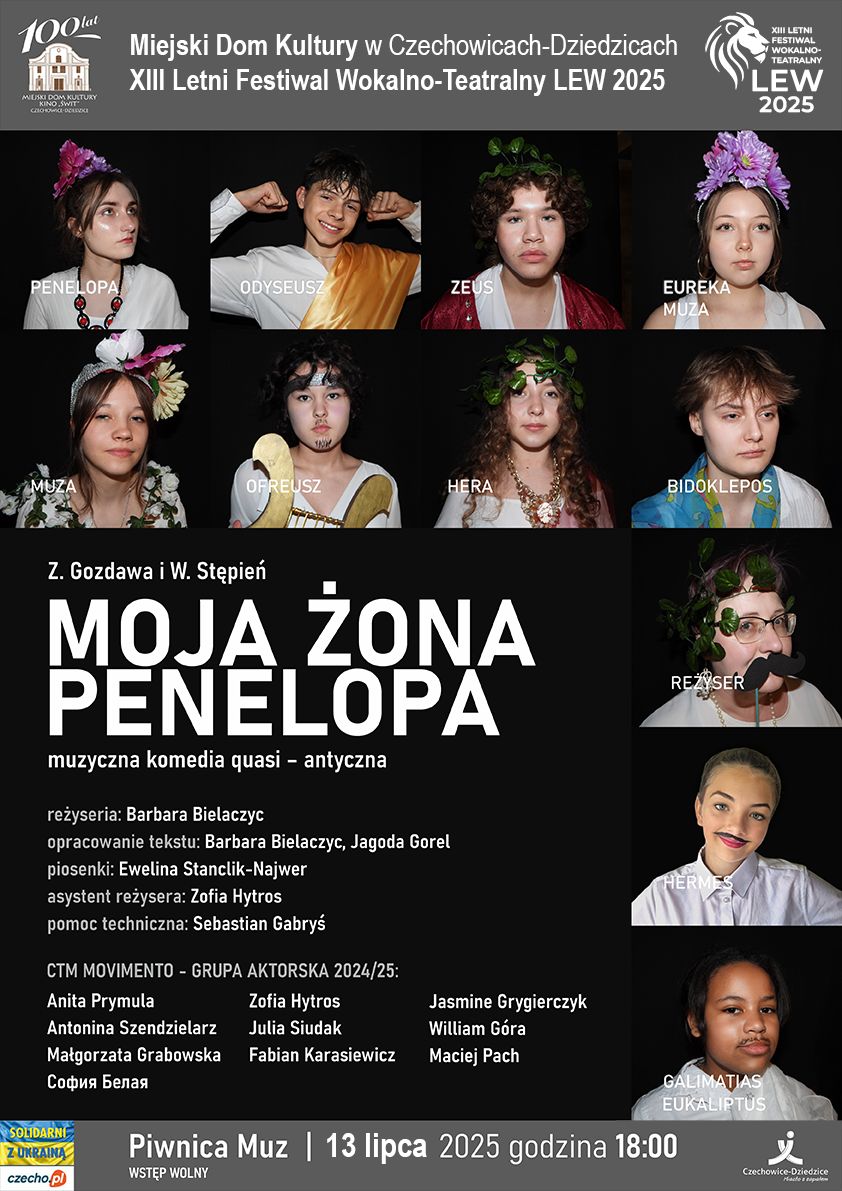 100 lat
MIEJSKI DOM KULTURY
KINO „ŚWIT”
CZECHOWICE-DZIEDZICE
Miejski Dom Kultury w Czechowicach-Dziedzicach
XIII Letni Festiwal Wokalno-Teatralny LEW 2025
XIII LETNI
FESTIWAL
WOKALNO-
TEATRALNY
LEW
2025
PENELOPA
ODYSEUSZ
ZEUS
EUREKA
MUZA
MUZA
OFREUSZ
HERA
BIDOKLEPOS
Z. Gozdawa i W. Stępień
MOJA ŻONA
PENELOPA
muzyczna komedia quasi – antyczna
REŻYSER
HERMES
GALIMATIAS
EUKALIPTUS
reżyseria: Barbara Bielaczyc
opracowanie tekstu: Barbara Bielaczyc, Jagoda Gorel
piosenki: Ewelina Stanclik-Najwer
asystent reżysera: Zofia Hytros
pomoc techniczna: Sebastian Gabryś
CTM MOVIMENTO - GRUPA AKTORSKA 2024/25:
Anita Prymula
Antonina Szendzielarz
Małgorzata Grabowska
София Белая
Zofia Hytros
Julia Siudak
Fabian Karasiewicz
Jasmine Grygierczyk
William Góra
Maciej Pach
SOLIDARNI
Z UKRAINĄ
czecho.pl
Piwnica Muz | 13 lipca 2025 godzina 18:00
WSTĘP WOLNY
Czechowice-Dziedzice
Miasto z zapałem